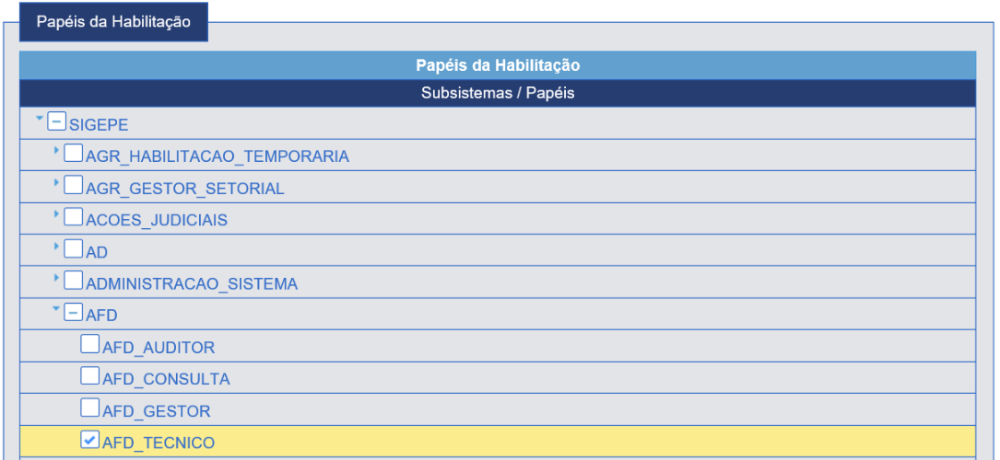 Papéis da Habilitação
Papéis da Habilitação
Subsistemas / Papéis
SIGEPE
AGR_HABILITACAO_TEMPORARIA
AGR_GESTOR_SETORIAL
ACOES_JUDICIAIS
AD
ADMINISTRACAO_SISTEMA
AFD
AFD_AUDITOR
AFD_CONSULTA
AFD_GESTOR
AFD_TECNICO